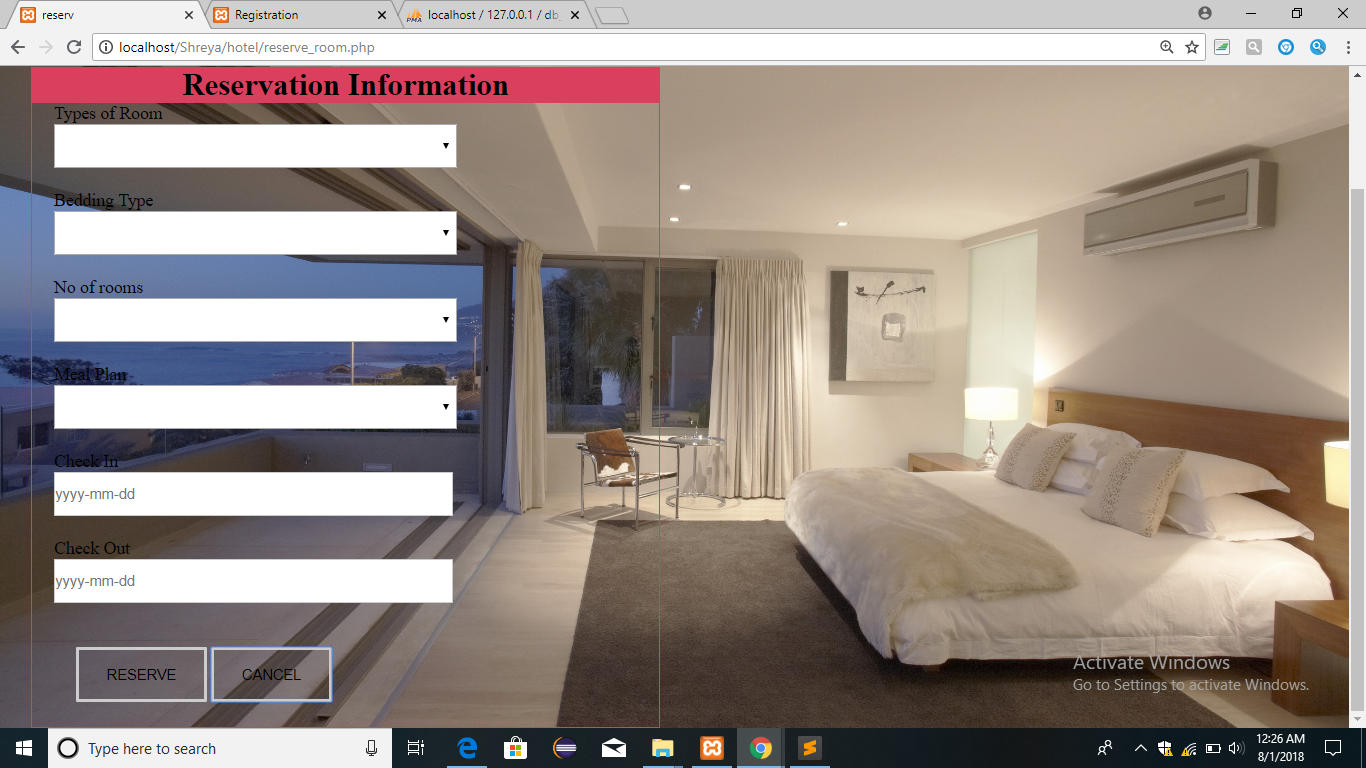 reserv
Registration
localhost / 127.0.0.1 / db_
localhost/Shreya/hotel/reserve_room.php
Reservation Information
Types of Room
Bedding Type
No of rooms
Meal Plan
Check In
yyyy-mm-dd
Check Out
yyyy-mm-dd
RESERVE
CANCEL
Activate Windows
Go to Settings to activate Windows.
Type here to search
12:26 AM
8/1/2018